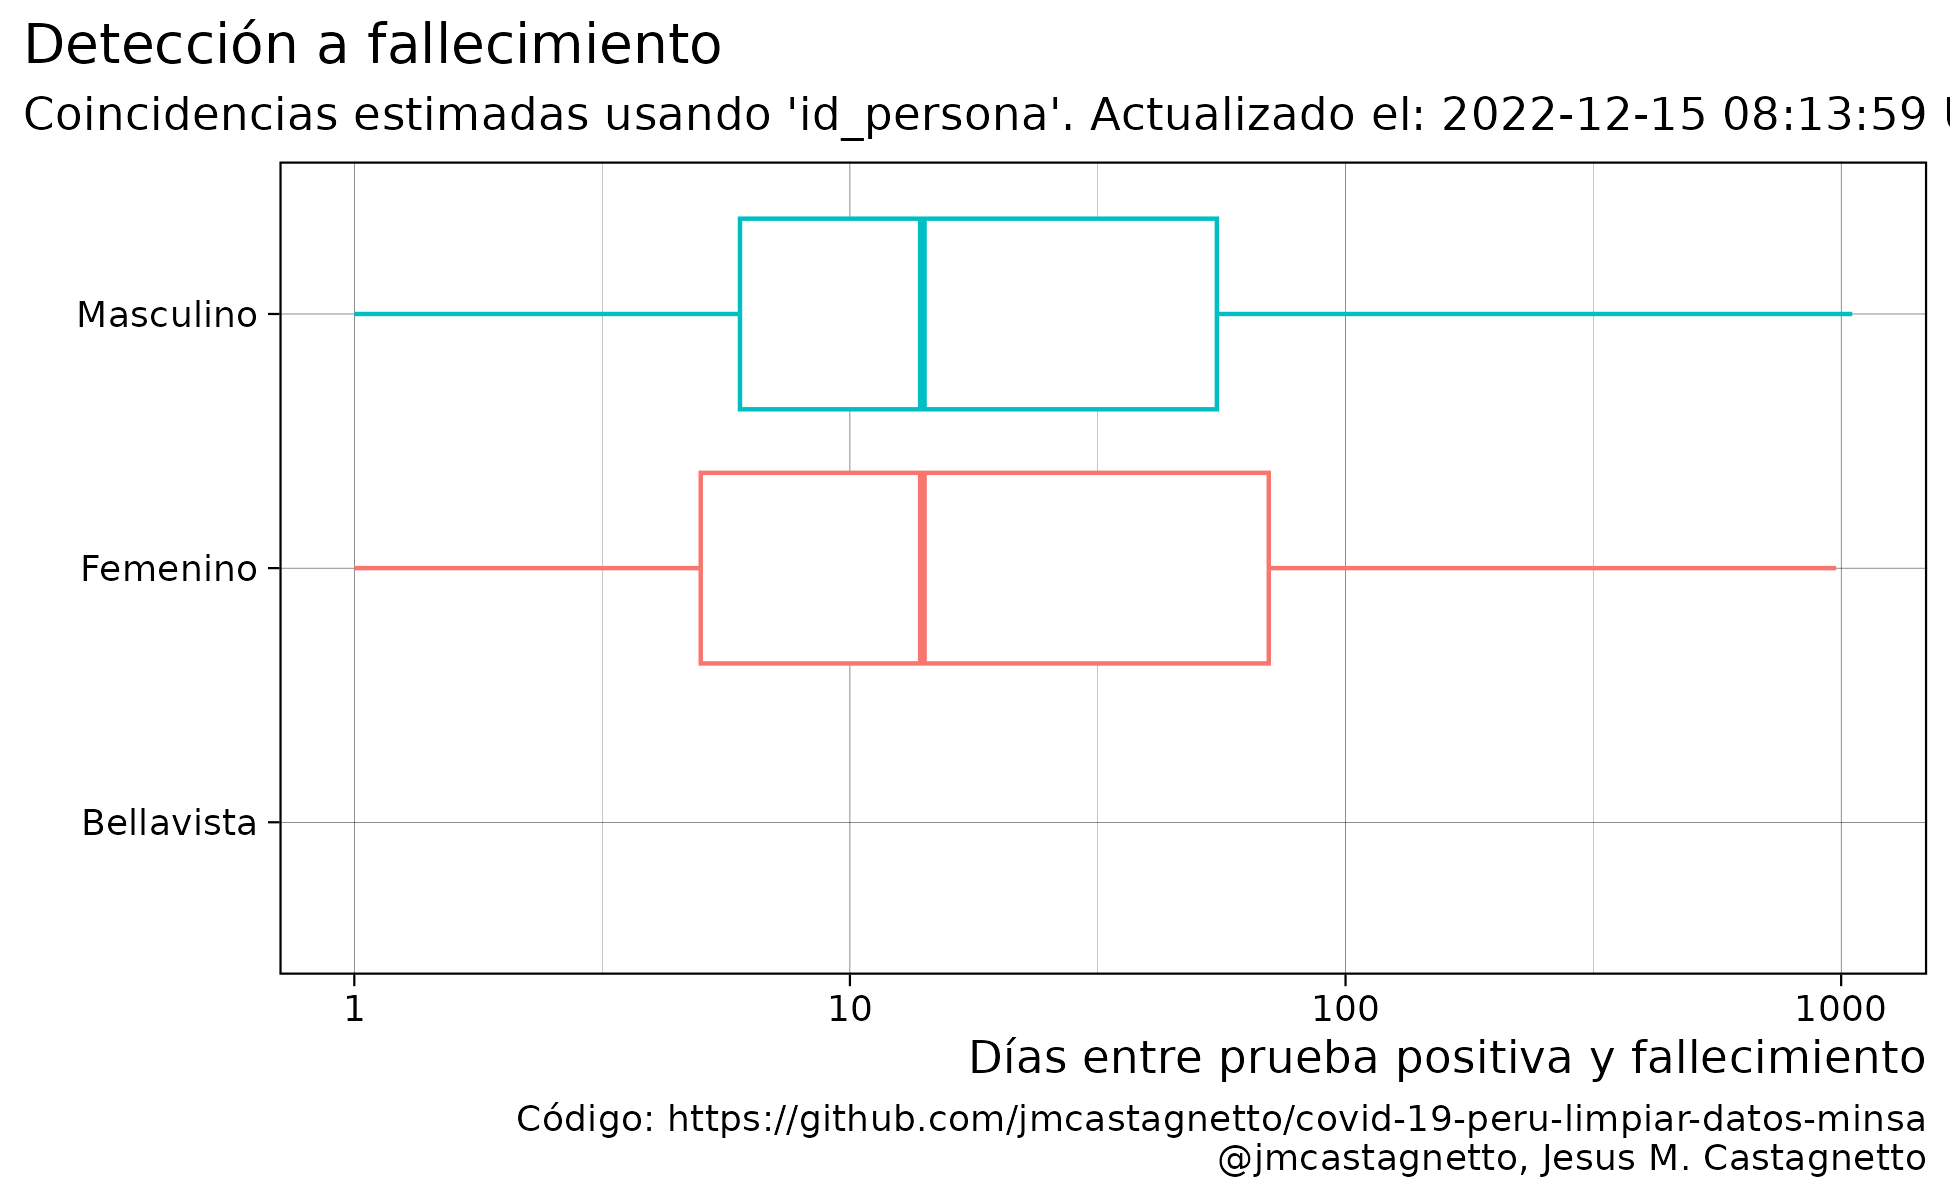 Detección a fallecimiento
Coincidencias estimadas usando 'id_persona'. Actualizado el: 2022-12-15 08:13:59
Masculino
Femenino
Bellavista
1 10 100 1000
Días entre prueba positiva y fallecimiento
Código: https://github.com/jmcastagnetto/covid-19-peru-limpiar-datos-minsa
@jmcastagnetto, Jesus M. Castagnetto